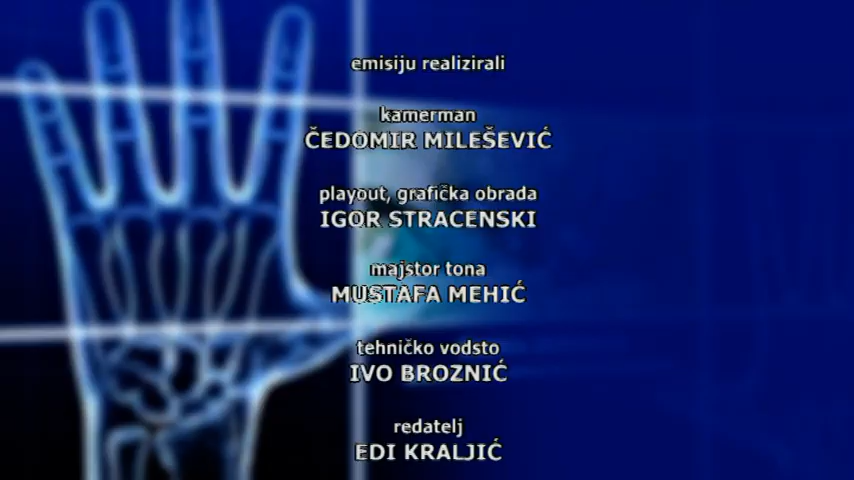 emisiju realizirali
kamerman
ČEDOMIR MILEŠEVIĆ
playout, grafička obrada
IGOR STRACENSKI
majstor tona
MUSTAFA MEHIĆ
tehničko vodsto
IVO BROZNIĆ
redatelj
EDI KRALJIĆ